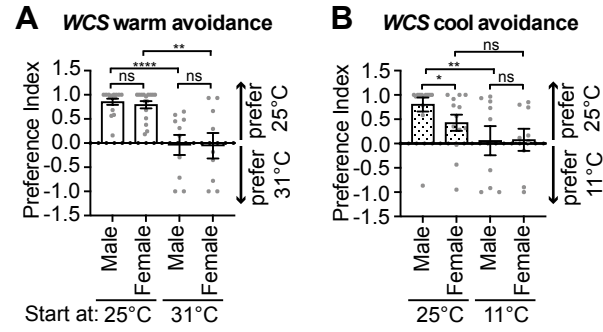 A WCS warm avoidance
**
****
ns ns
Preference Index
1.5
1.0
0.5
0.0
-0.5
-1.0
-1.5
prefer 25°C
prefer 31°C
Male Female Male Female
Start at: 25°C 31°C
B WCS cool avoidance
ns
**
* ns
Preference Index
1.5
1.0
0.5
0.0
-0.5
-1.0
-1.5
prefer 25°C
prefer 11°C
Male Female Male Female
25°C 11°C